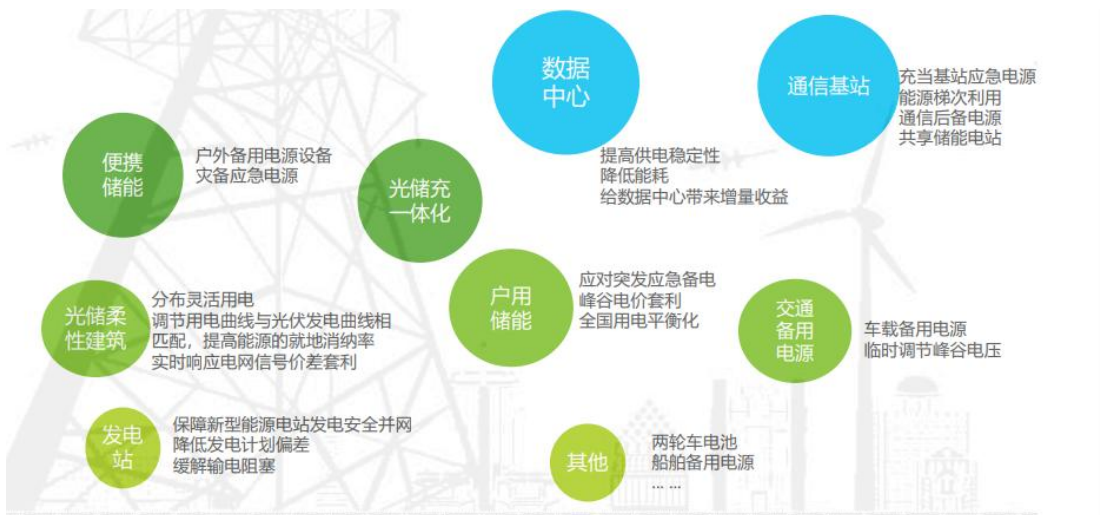 数据
中心
提高供电稳定性
降低能耗
给数据中心带来增量收益
通信基站
充当基站应急电源
能源梯次利用
通信后备电源
共享储能电站
便携
储能
户外备用电源设备
灾备应急电源
光储充
一体化
光储柔
性建筑
分布灵活用电
调节用电曲线与光伏发电曲线相
匹配，提高能源的就地消纳率
实时响应电网信号价差套利
户用
储能
应对突发应急备电
峰谷电价套利
全国用电平衡化
交通
备用
电源
车载备用电源
临时调节峰谷电压
发电
站
保障新型能源电站发电安全并网
降低发电计划偏差
缓解输电阻塞
其他
两轮车电池
船舶备用电源
... ...